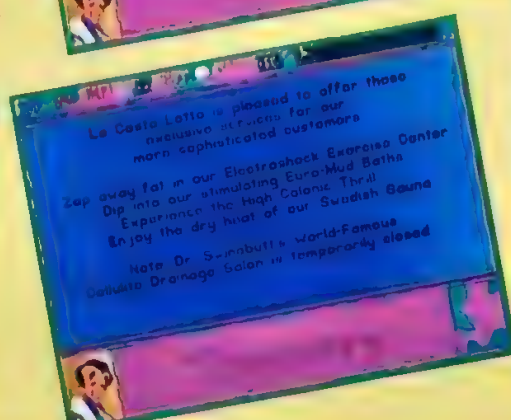 La Costa Lotta is pleased to offer these
exclusive services for our
more sophisticated customers
Zap away fat in our Electroshock Exercise Center
Dip into our stimulating Euro-Mud Baths
Experience the High Colonic Thrill
Enjoy the dry heat of our Swedish Sauna
Note Dr World-Famous
Cellulite Drainage Salon is temporarily closed